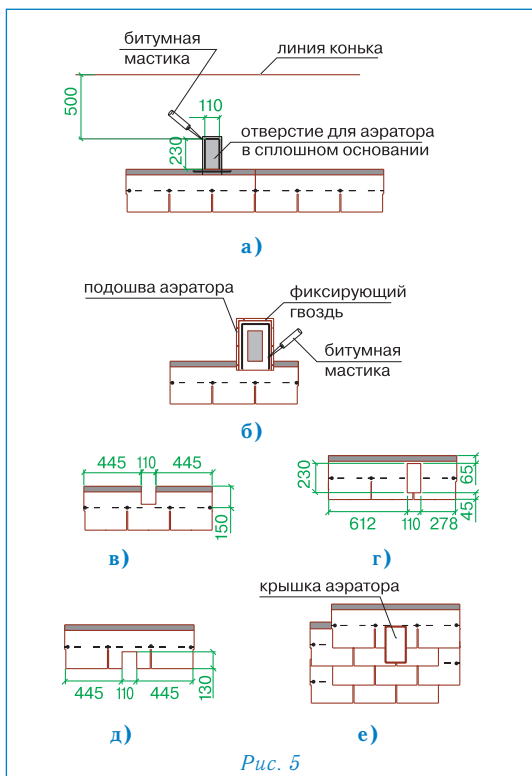 битумная
мастика
линия конька
500
110
230
отверстие для аэратора
в сплошном основании
а)
подошва аэратора
фиксирующий
гвоздь
битумная
мастика
б)
445 110 445
150
в)
230
65
45
612 110 278
г)
445 110 445
130
д)
крышка аэратора
е)
Рис. 5